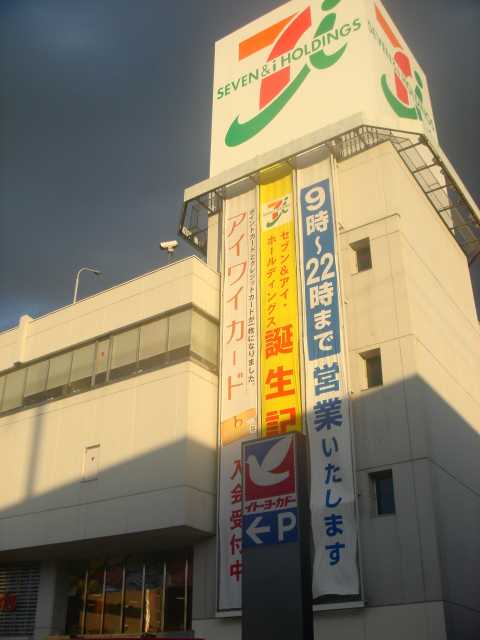 SEVEN&i HOLDINGS
アイワイカード
ポイントカードとクレジットカードが一枚になりました。
入会受付中
セブン&アイ・
ホールディングス
誕生記
9時~22時まで営業いたします
イトーヨーカドー
←P